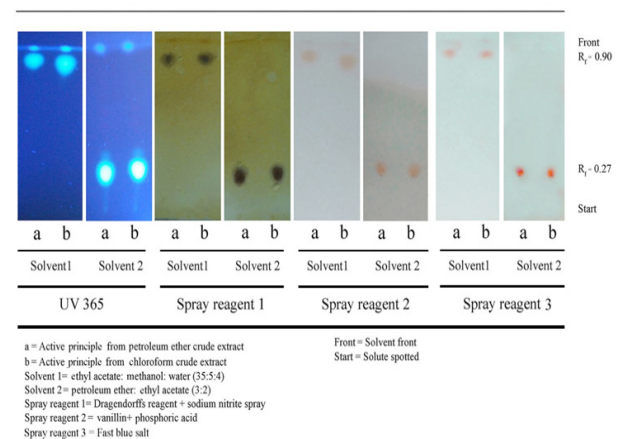 Front
Rf = 0.90
Rf = 0.27
Start
a b a b a b a b a b a b a b a b
Solvent1 Solvent 2 Solvent1 Solvent 2 Solvent1 Solvent 2 Solvent1 Solvent 2
UV 365 Spray reagent 1 Spray reagent 2 Spray reagent 3
a = Active principle from petroleum ether crude extract
b = Active principle from chloroform crude extract
Solvent 1= ethyl acetate: methanol: water (35:5:4)
Solvent 2= petroleum ether: ethyl acetate (3:2)
Spray reagent 1= Dragendorffs reagent + sodium nitrite spray
Spray reagent 2= vanillin+ phosphoric acid
Spray reagent 3 = Fast blue salt
Front= Solvent front
Start = Solute spotted